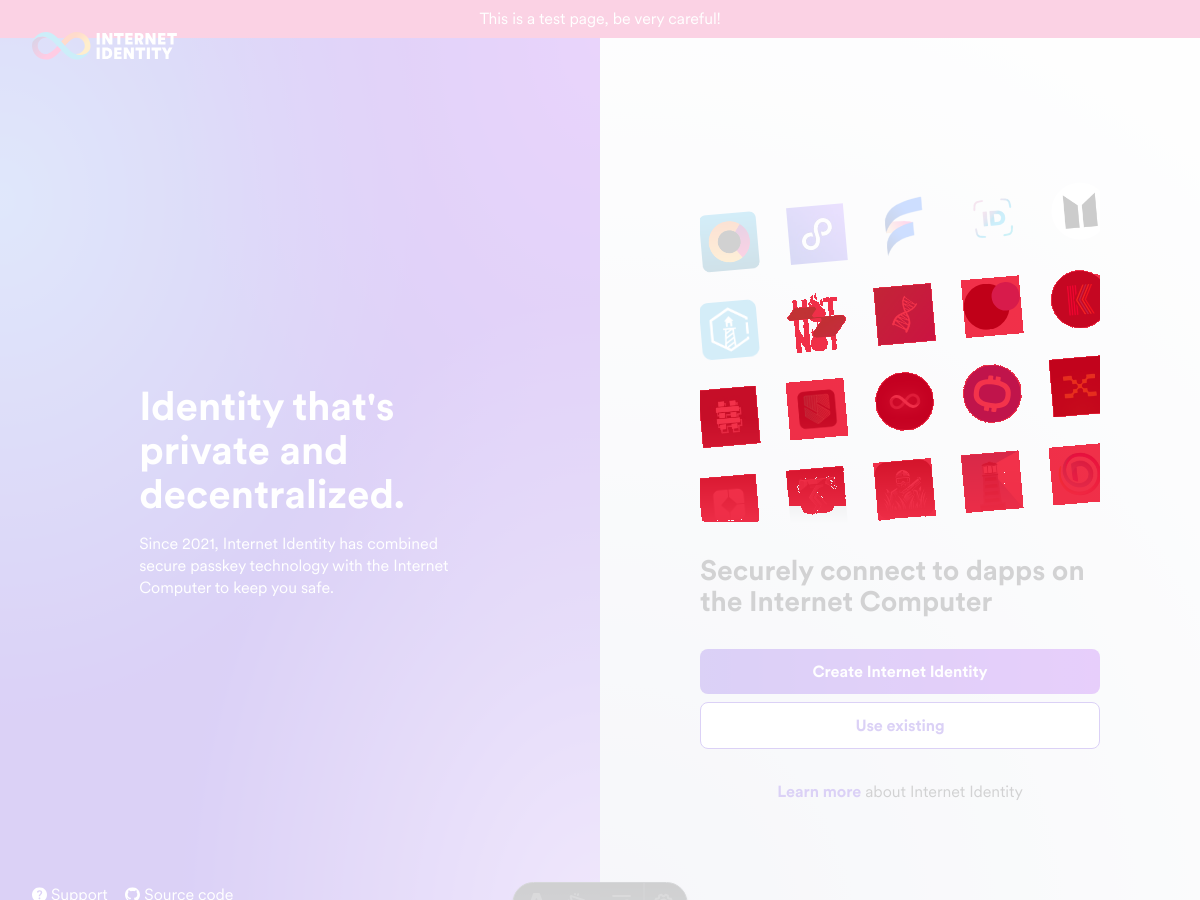 This is a test page, be very careful!
INTERNET
IDENTITY
Identity that's
private and
decentralized.
Since 2021, Internet Identity has combined
secure passkey technology with the Internet
Computer to keep you safe.
Support
Source code
ID
HOT
NOT
K
Securely connect to dapps on
the Internet Computer
Create Internet Identity
Use existing
Learn more about Internet Identity